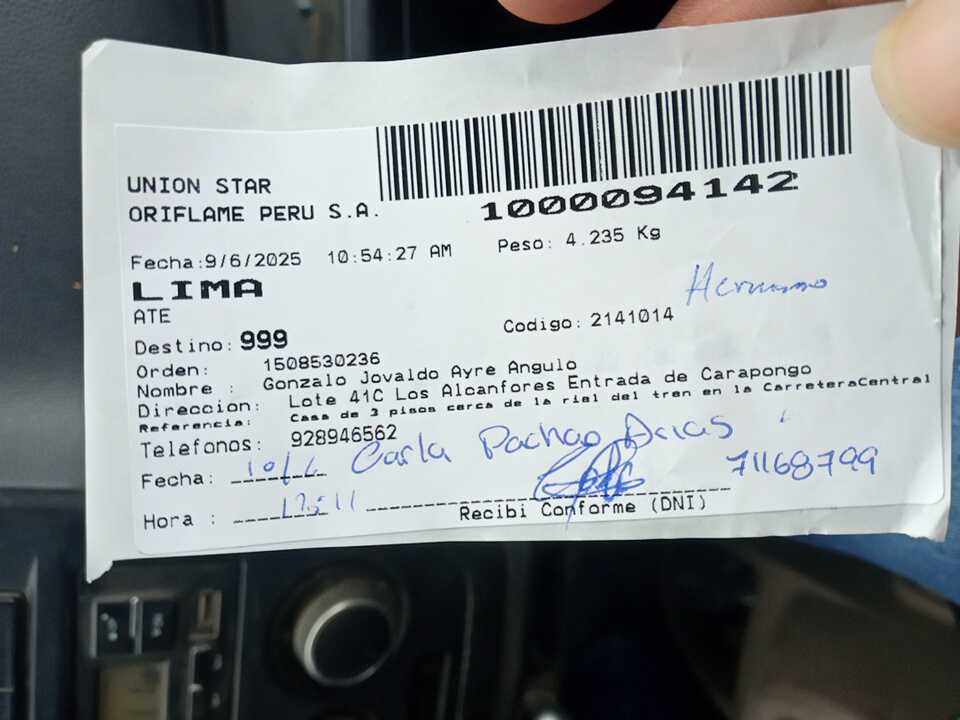 UNION STAR
ORIFLAME PERU S.A.
1000094142
Fecha:9/6/2025 10:54:27 AM Peso: 4.235 Kg
LIMA
Hermano
ATE
Destino: 999 Codigo: 2141014
Orden: 1508530236
Nombre : Gonzalo Jovaldo Ayre Angulo
Direccion: Lote 41C Los Alcanfores Entrada de Carapongo
Referencia: Casa de 3 pisos cerca de la riel del tren en la CarreteraCentral
Telefonos: 928946562
Fecha: 10/6 Carla Pachao Arias 71168799
Hora : 12:11
Recibi Conforme (DNI)